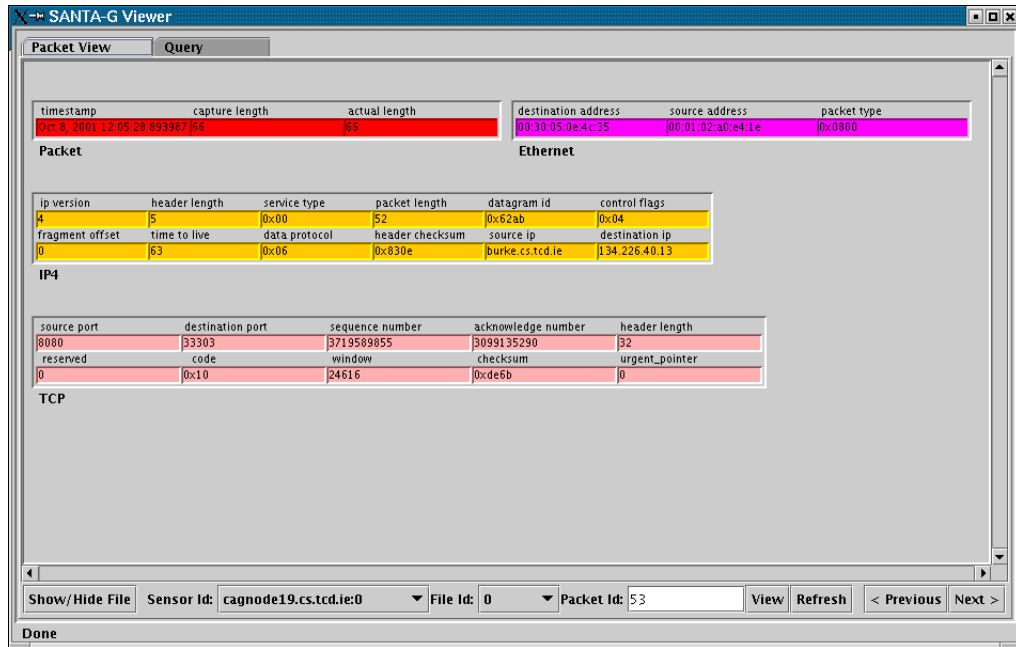 SANTA-G Viewer
Packet View Query
timestamp capture length actual length
Oct 8, 2001 12:05:28.893987 66 66
Packet
destination address source address packet type
00:30:05:0e:4c:35 00:01:02:a0:e4:1e 0x0800
Ethernet
ip version header length service type packet length datagram id control flags
4 5 0x00 52 0x62ab 0x04
fragment offset time to live data protocol header checksum source ip destination ip
0 63 0x06 0x830e burke.cs.tcd.ie 134.226.40.13
IP4
source port destination port sequence number acknowledge number header length
8080 33303 3719589855 3099135290 32
reserved code window checksum urgent_pointer
0 0x10 24616 0xde6b 0
TCP
Show/Hide File Sensor Id: cagnode19.cs.tcd.ie:0 File Id: 0 Packet Id: 53 View Refresh < Previous Next >
Done